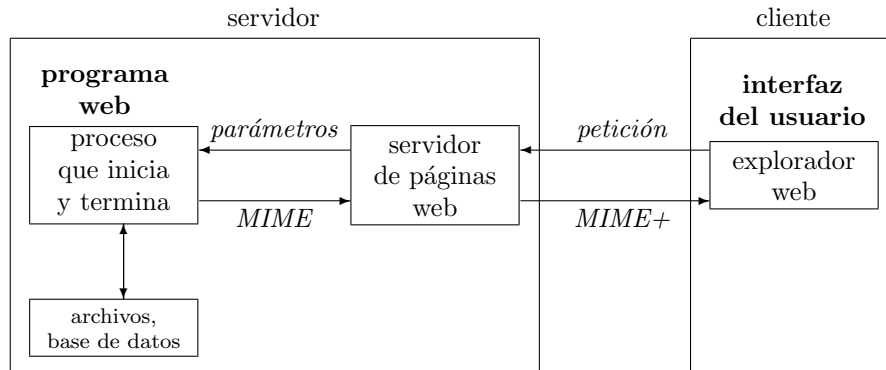 servidor
cliente
programa
web
proceso
que inicia
y termina
parámetros
MIME
servidor
de páginas
web
petición
MIME+
interfaz
del usuario
explorador
web
archivos,
base de datos